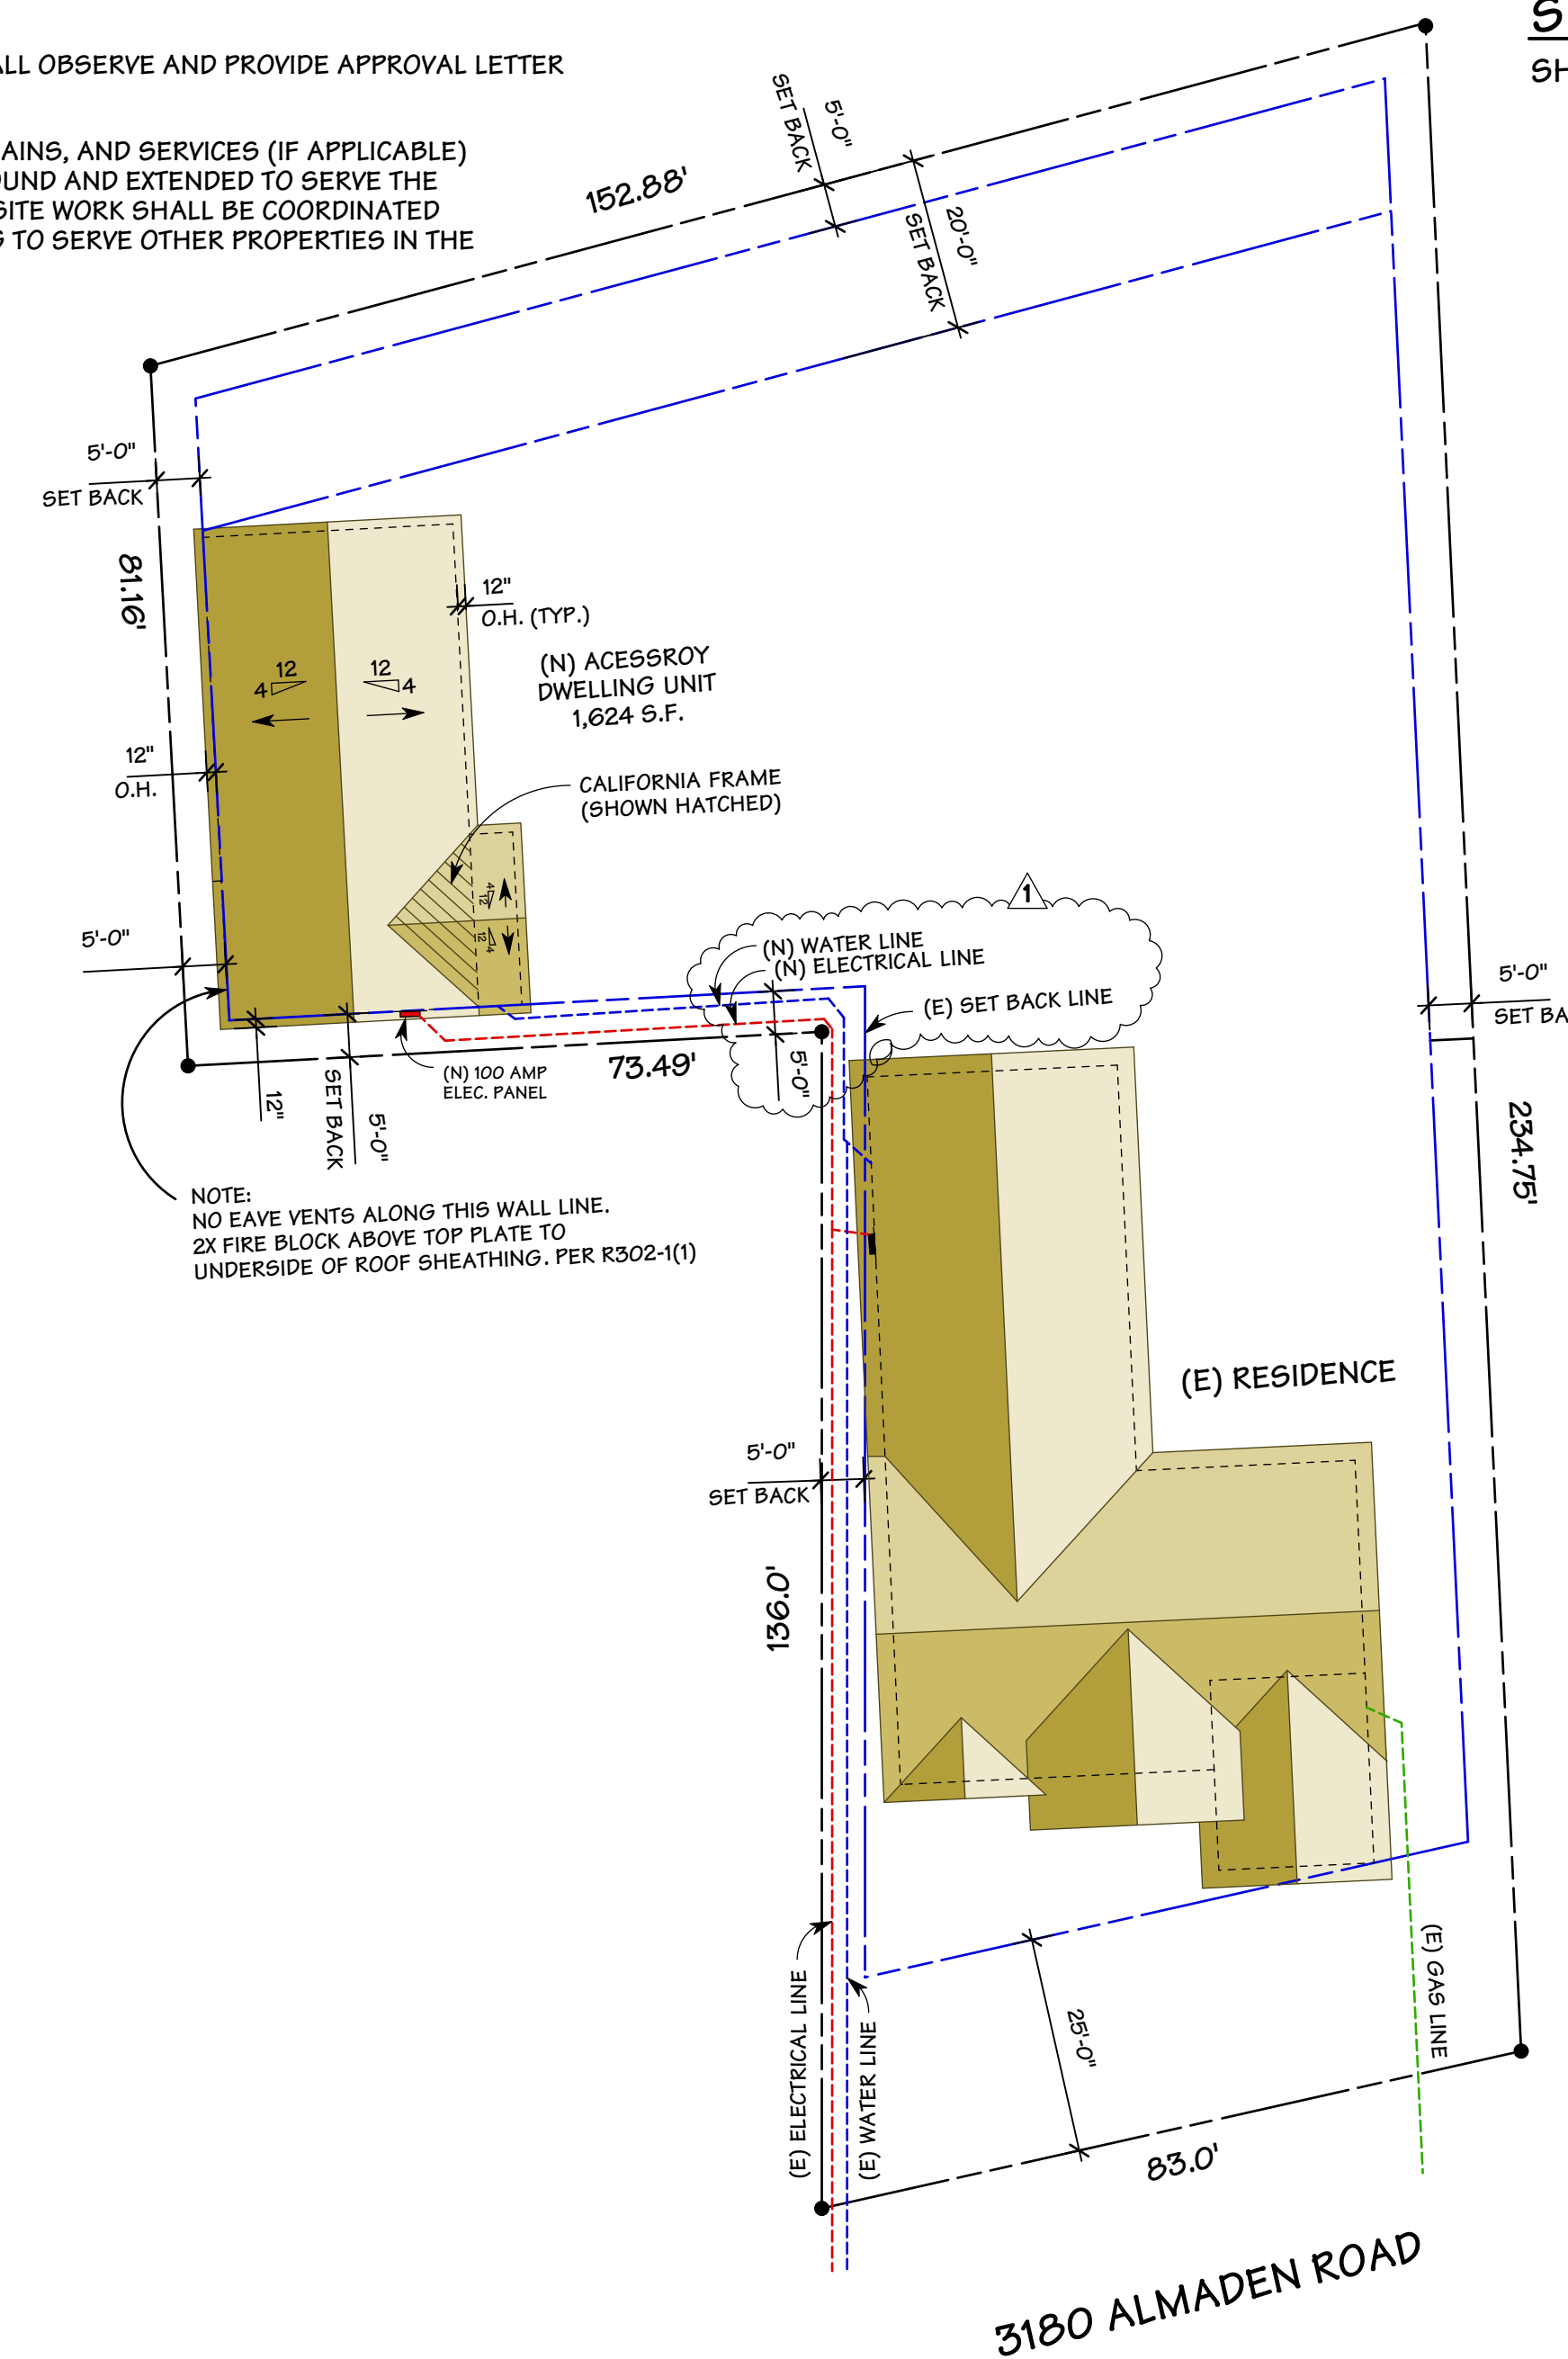 ALL OBSERVE AND PROVIDE APPROVAL LETTER
AINS, AND SERVICES (IF APPLICABLE)
OUND AND EXTENDED TO SERVE THE
SITE WORK SHALL BE COORDINATED
TO SERVE OTHER PROPERTIES IN THE
S
SH
152.88'
5'-0"
SET BACK
20'-0"
SET BACK
5'-0"
SET BACK
81.16'
12"
O.H. (TYP.)
(N) ACESSROY
DWELLING UNIT
1,624 S.F.
12
4
12
4
12"
O.H.
CALIFORNIA FRAME
(SHOWN HATCHED)
4
12
12
4
5'-0"
1
(N) WATER LINE
(N) ELECTRICAL LINE
(E) SET BACK LINE
5'-0"
SET BA
73.49'
5'-0"
(N) 100 AMP
ELEC. PANEL
12"
SET BACK
5'-0"
234.75'
NOTE:
NO EAVE VENTS ALONG THIS WALL LINE.
2X FIRE BLOCK ABOVE TOP PLATE TO
UNDERSIDE OF ROOF SHEATHING. PER R302-1(1)
(E) RESIDENCE
5'-0"
SET BACK
136.0'
(E) ELECTRICAL LINE
(E) WATER LINE
25'-0"
(E) GAS LINE
83.0'
3180 ALMADEN ROAD